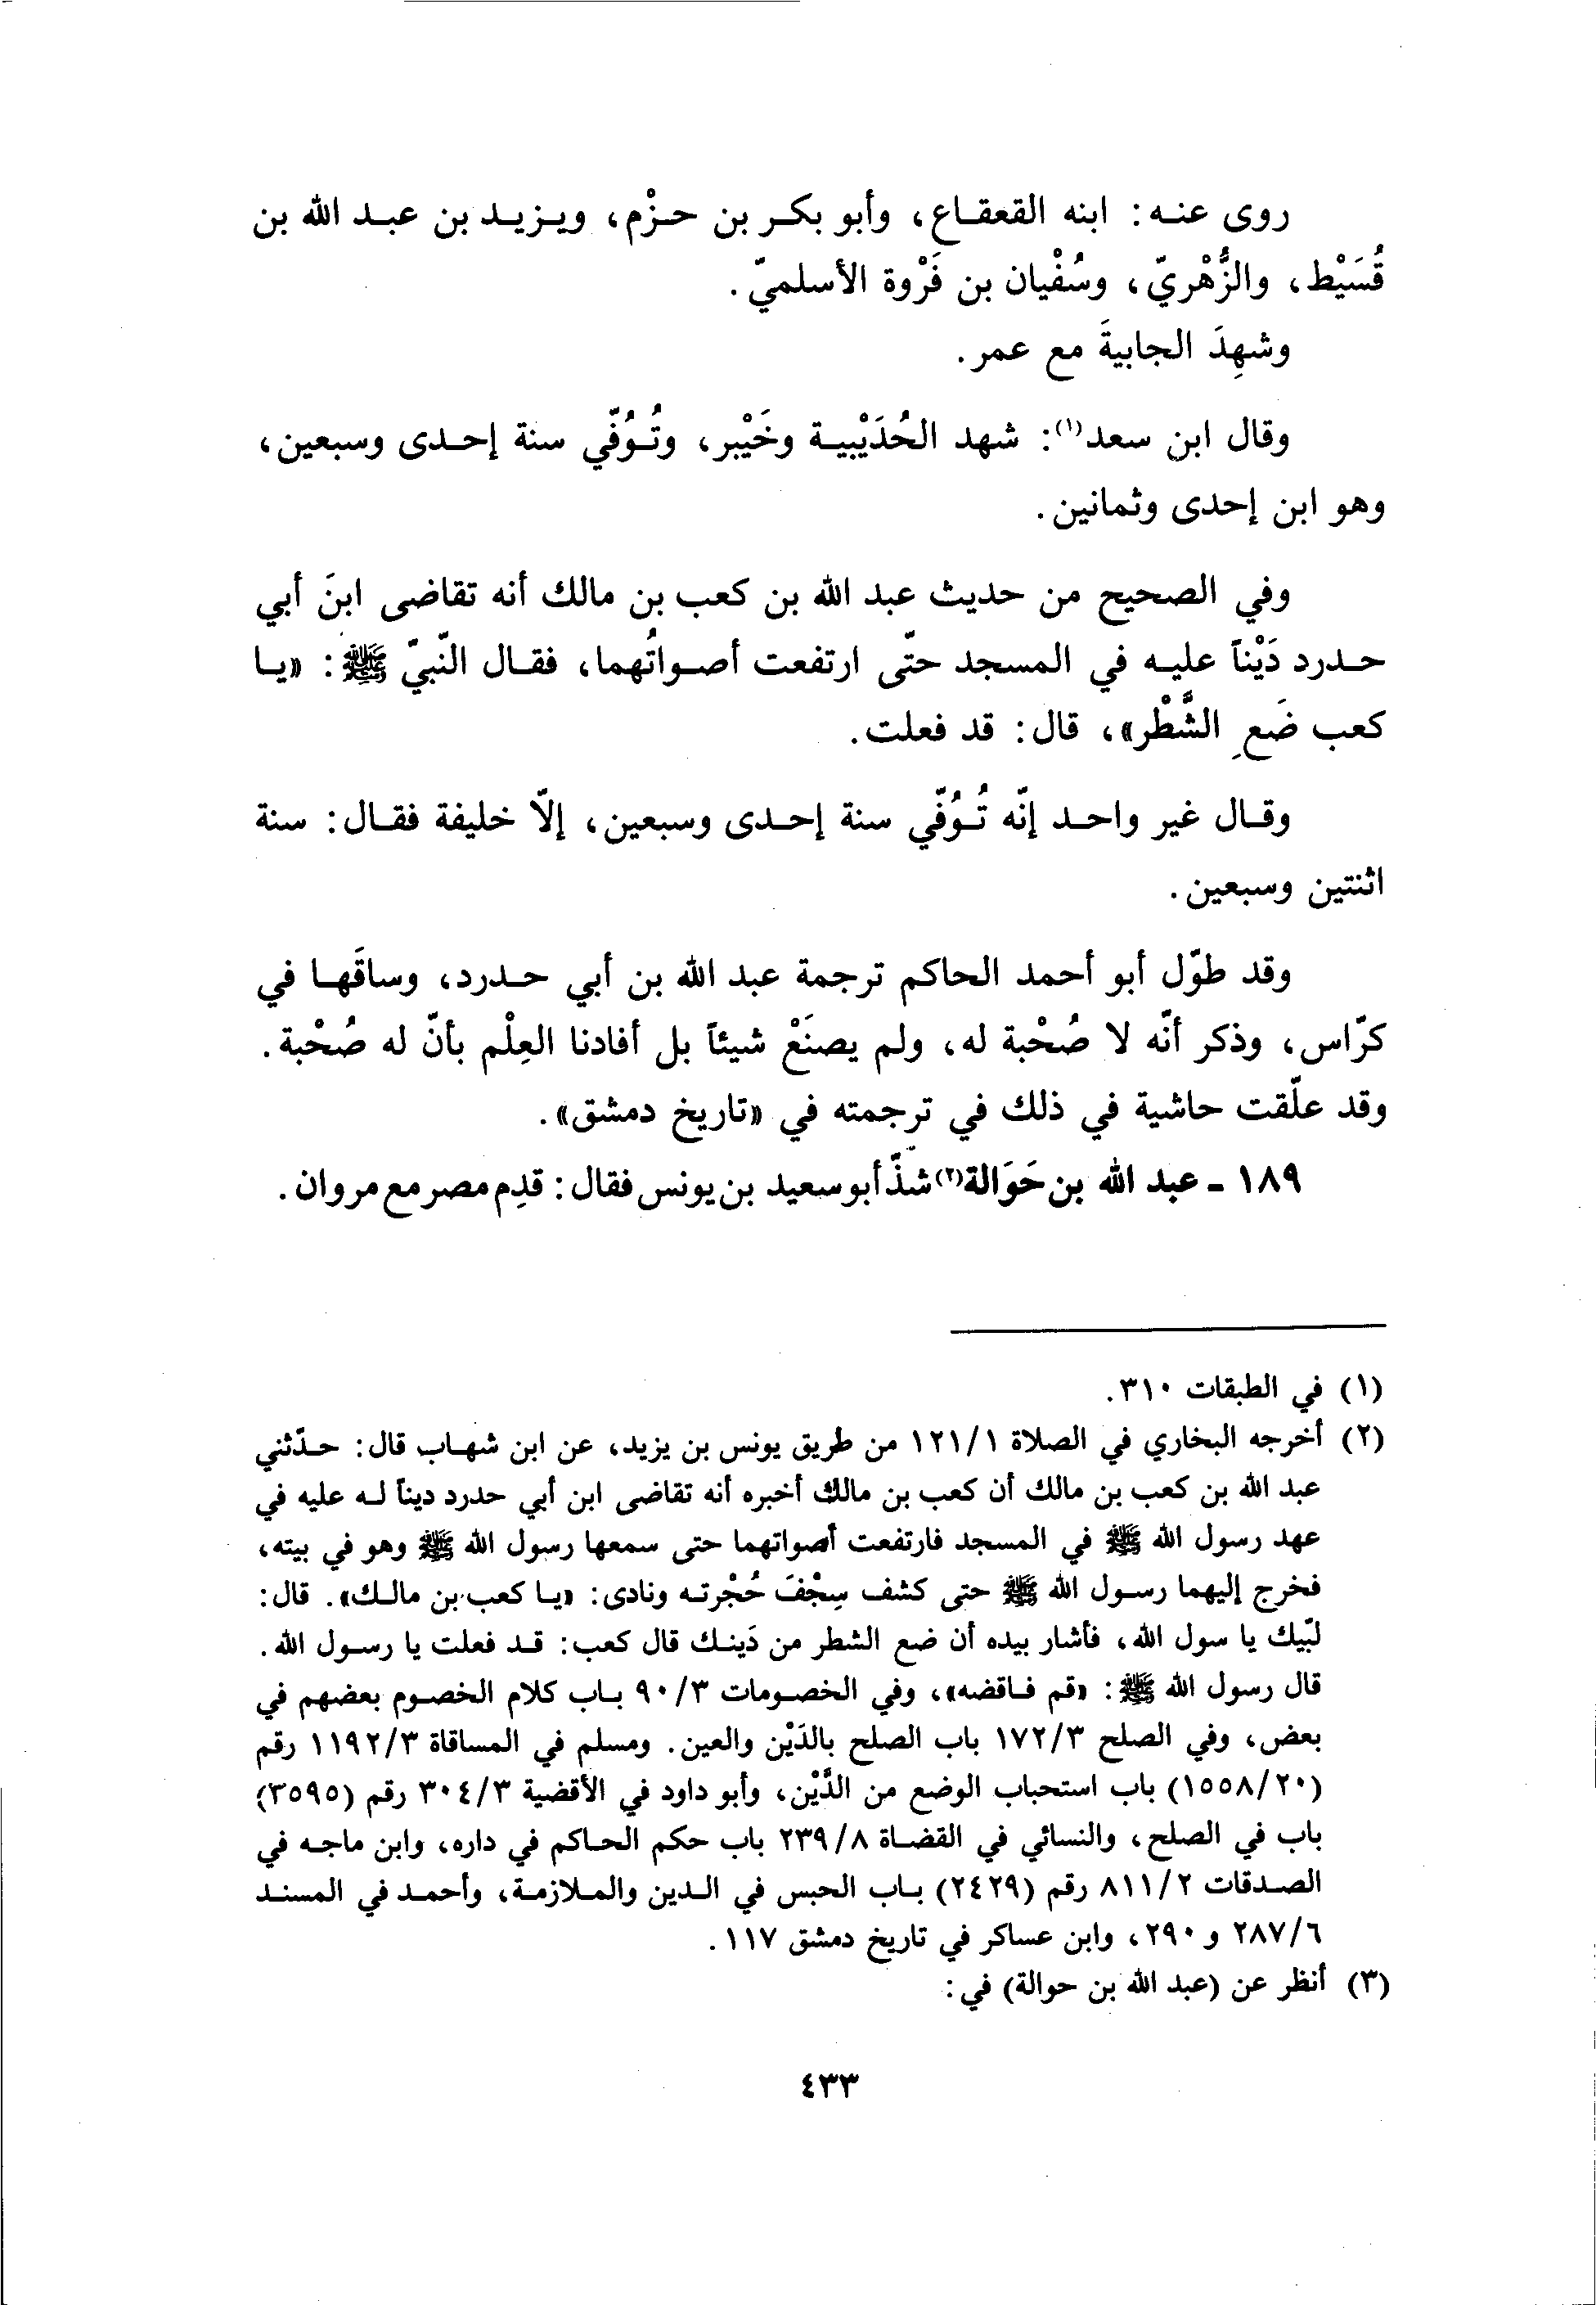 روى عنه: ابنه القعقاع، وأبو بكر بن حزْم، ويزيد بن عبد الله بن
قُسَيْط، والزُّهْريّ، وسُفْيان بن فَرْوة الأسلميّ.
وشهِدَ الجابيةَ مع عمر.
وقال ابن سعد(١): شهد الحُدَيْبية وخَيْبر، وتُوُفّي سنة إحدى وسبعين،
وهو ابن إحدى وثمانين.
وفي الصحيح من حديث عبد الله بن كعب بن مالك أنه تقاضى ابنَ أبي
حدرد دَيْناً عليه في المسجد حتّى ارتفعت أصواتُهما، فقال النّبيّ ﷺ: «يا
كعب ضَعِ الشَّطْر»، قال: قد فعلت.
وقال غير واحد إنّه تُوُفّي سنة إحدى وسبعين، إلّا خليفة فقال: سنة
اثنتين وسبعين.
وقد طوّل أبو أحمد الحاكم ترجمة عبد الله بن أبي حدرد، وساقَها في
كرّاس، وذكر أنّه لا صُحْبة له، ولم يصنَعْ شيئاً بل أفادنا العِلْم بأنّ له صُحْبة.
وقد علّقت حاشية في ذلك في ترجمته في «تاريخ دمشق».
١٨٩ - عبد الله بن حَوَالة(٢) شذّ أبو سعيد بن يونس فقال: قدِم مصر مع مروان.
(١) في الطبقات ٣١٠.
(٢) أخرجه البخاري في الصلاة ١٢١/١ من طريق يونس بن يزيد، عن ابن شهاب قال: حدّثني
عبد الله بن كعب بن مالك أن كعب بن مالك أخبره أنه تقاضى ابن أبي حدرد ديناً له عليه في
عهد رسول الله ﷺ في المسجد فارتفعت أصواتهما حتى سمعها رسول الله ﷺ وهو في بيته،
فخرج إليهما رسول الله ﷺ حتى كشف سِجْفَ حُجْرته ونادى: «يا كعب بن مالك». قال:
لبّيك يا سول الله، فأشار بيده أن ضع الشطر من دَينك قال كعب: قد فعلت يا رسول الله.
قال رسول الله ﷺ: «قم فاقضه»، وفي الخصومات ٩٠/٣ باب كلام الخصوم بعضهم في
بعض، وفي الصلح ١٧٢/٣ باب الصلح بالدَيْن والعين. ومسلم في المساقاة ١١٩٢/٣ رقم
(١٥٥٨/٢٠) باب استحباب الوضع من الدَّيْن، وأبو داود في الأقضية ٣٠٤/٣ رقم (٣٥٩٥)
باب في الصلح، والنسائي في القضاة ٢٣٩/٨ باب حكم الحاكم في داره، وابن ماجه في
الصدقات ٨١١/٢ رقم (٢٤٢٩) باب الحبس في الدين والملازمة، وأحمد في المسند
٢٨٧/٦ و ٢٩٠، وابن عساكر في تاريخ دمشق ١١٧.
(٣) أنظر عن (عبد الله بن حوالة) في:
٤٣٣